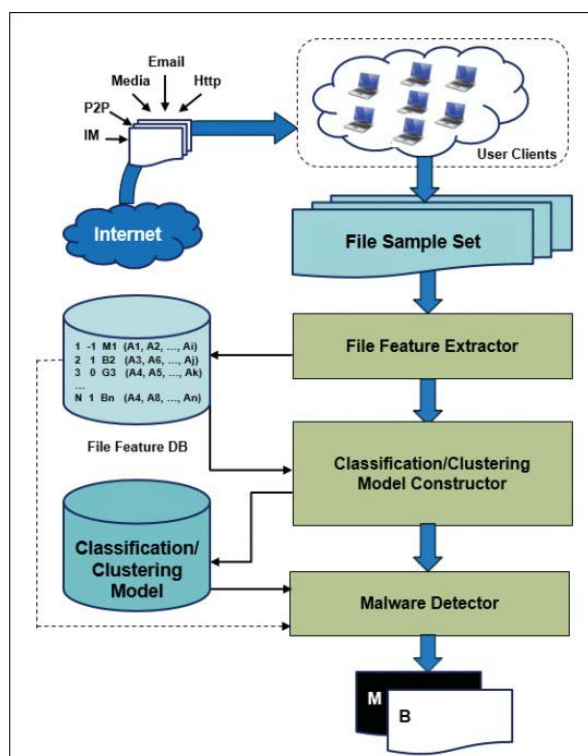 Email
Media
Http
P2P
IM
User Clients
Internet
File Sample Set
1 -1 M1 (A1, A2, ..., Ai)
2 1 B2 (A3, A6, ..., Aj)
3 0 G3 (A4, A5, ..., Ak)
...
N 1 Bn (A4, A8, ..., An)
File Feature Extractor
File Feature DB
Classification/Clustering
Model Constructor
Classification/
Clustering
Model
Malware Detector
M
B